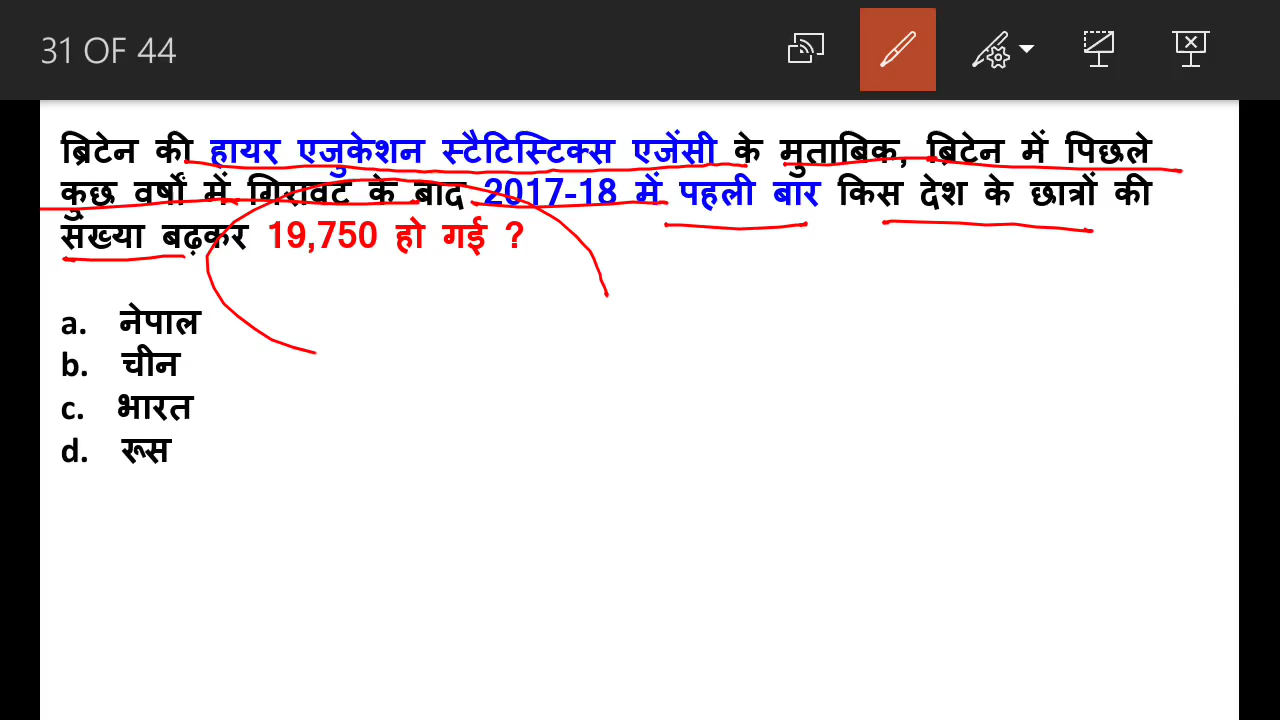 31 OF 44
ब्रिटेन की हायर एजुकेशन स्टैटिस्टिक्स एजेंसी के मुताबिक, ब्रिटेन में पिछले
कुछ वर्षों में गिरावट के बाद 2017-18 में पहली बार किस देश के छात्रों की
संख्या बढ़कर 19,750 हो गई ?
a. नेपाल
b. चीन
c. भारत
d. रूस